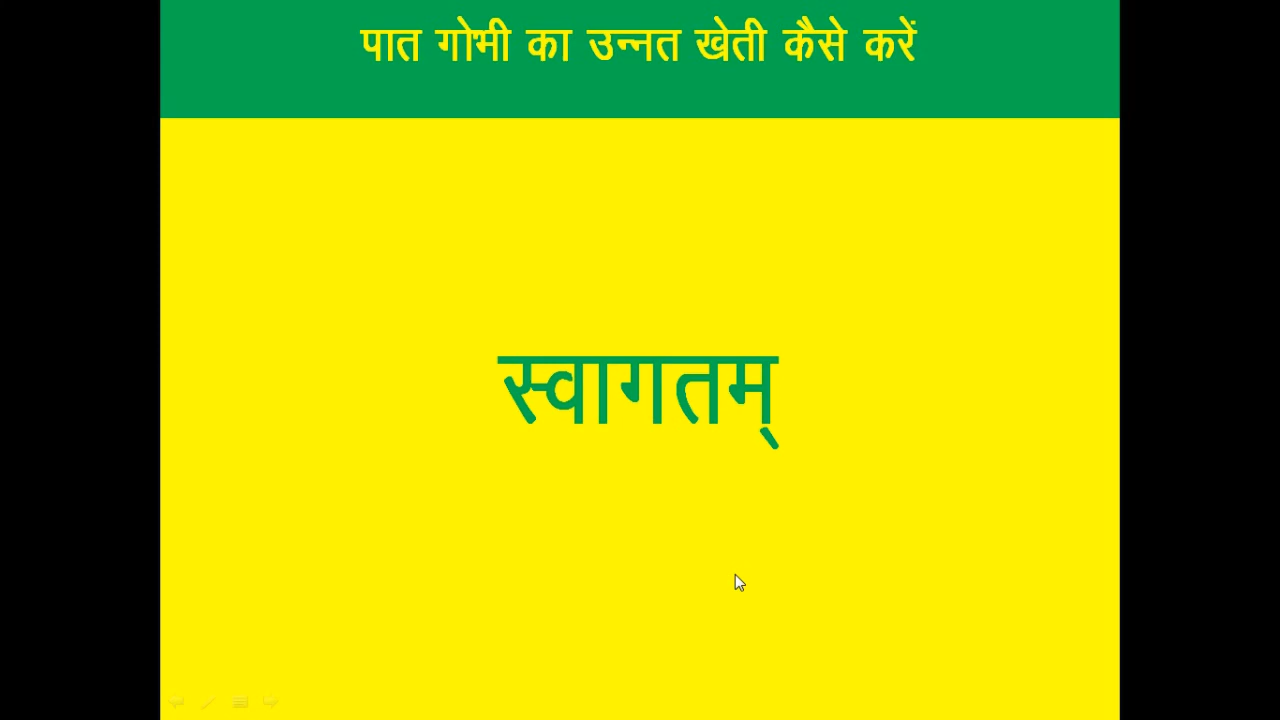 पात गोभी का उन्नत खेती कैसे करें
स्वागतम्